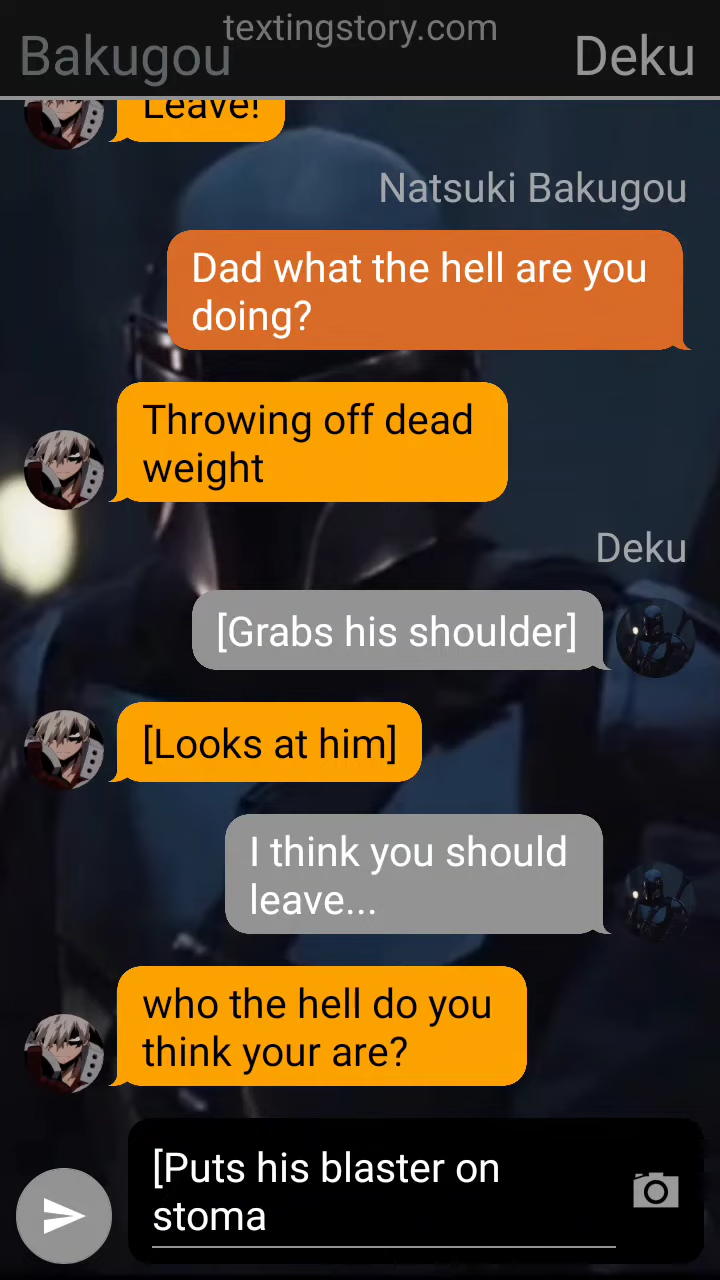 textingstory.com
Bakugou
Deku
Leave!
Natsuki Bakugou
Dad what the hell are you
doing?
Throwing off dead
weight
Deku
[Grabs his shoulder]
[Looks at him]
I think you should
leave...
who the hell do you
think your are?
[Puts his blaster on
stoma